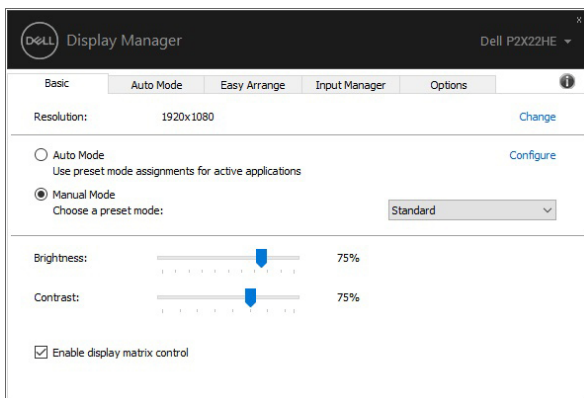 DELL Display Manager Dell P2X22HE
Basic Auto Mode Easy Arrange Input Manager Options
Resolution: 1920x1080 Change
Auto Mode Configure
Use preset mode assignments for active applications
Manual Mode
Choose a preset mode: Standard
Brightness: 75%
Contrast: 75%
Enable display matrix control